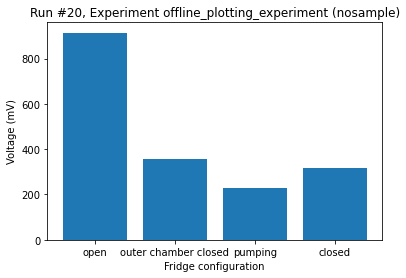 Run #20, Experiment offline_plotting_experiment (nosample)
Voltage (mV)
800
600
400
200
0
open outer chamber closed pumping closed
Fridge configuration